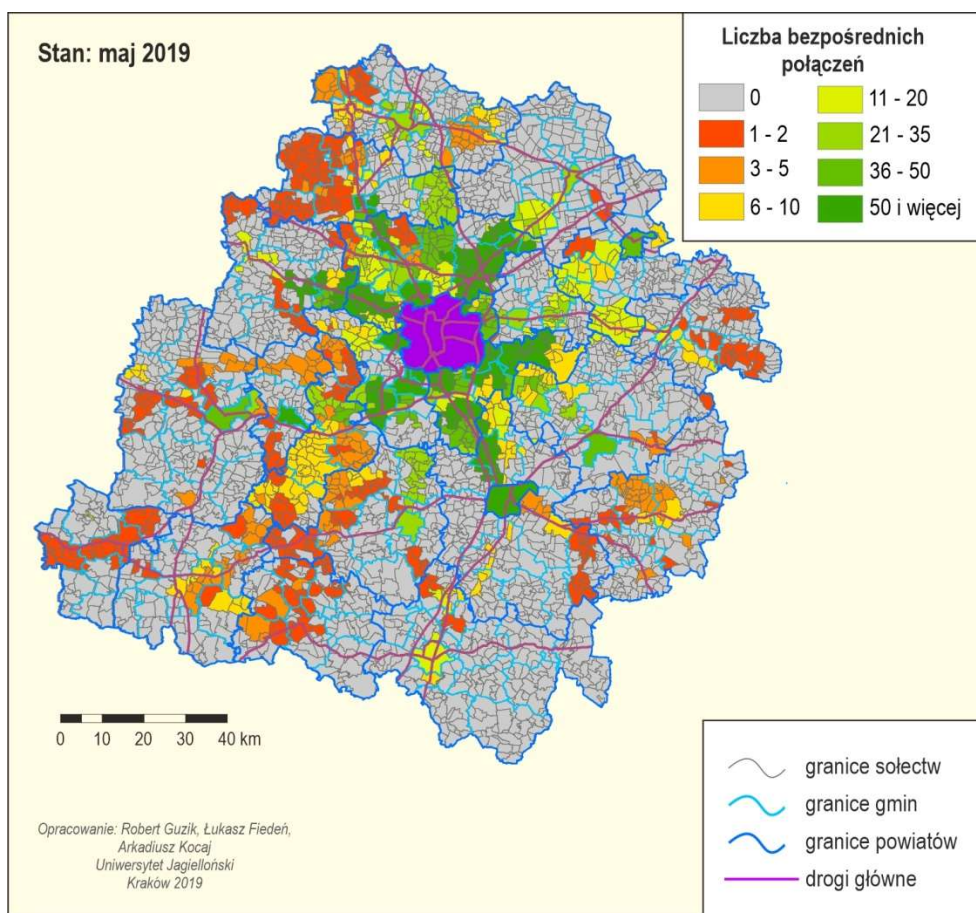 Stan: maj 2019
Liczba bezpośrednich
połączeń
0
1 - 2
3 - 5
6 - 10
11 - 20
21 - 35
36 - 50
50 i więcej
0 10 20 30 40 km
Opracowanie: Robert Guzik, Łukasz Fiedeń,
Arkadiusz Kocaj
Uniwersytet Jagielloński
Kraków 2019
granice sołectw
granice gmin
granice powiatów
drogi główne